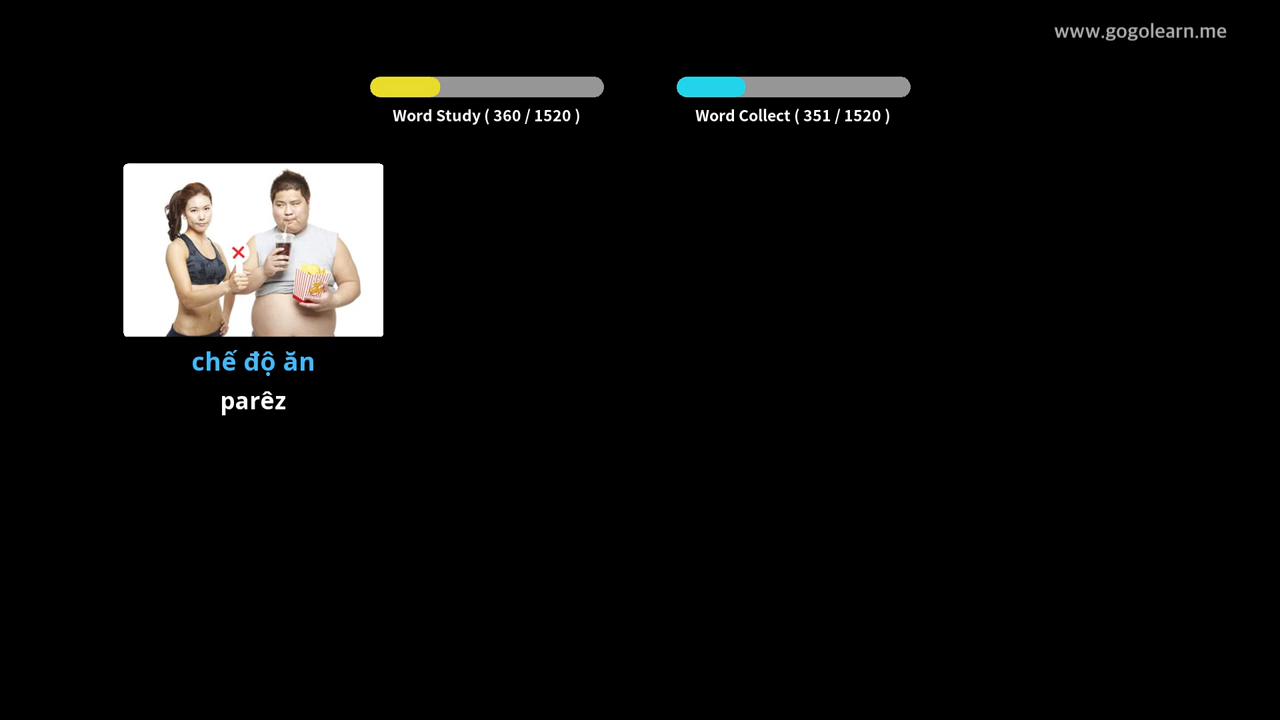 www.gogolearn.me
Word Study ( 360 / 1520 )
Word Collect ( 351 / 1520 )
chế độ ăn
parêz